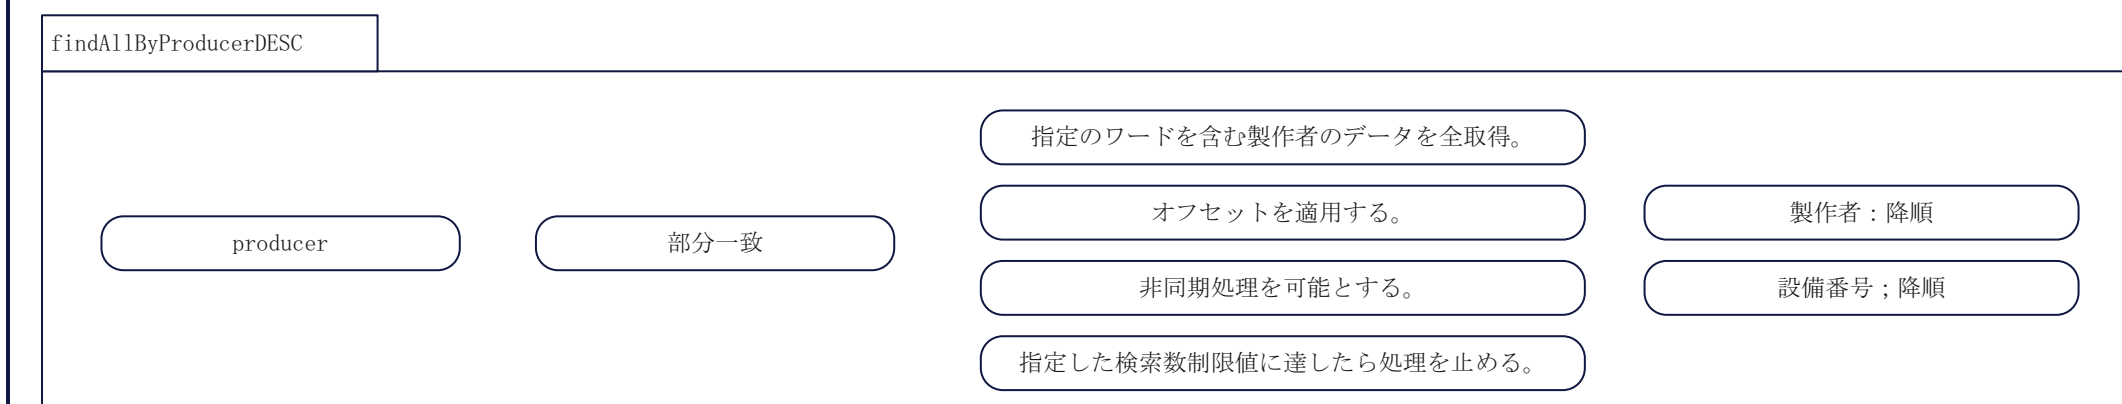 findAllByProducerDESC
producer
部分一致
指定のワードを含む製作者のデータを全取得。
オフセットを適用する。
非同期処理を可能とする。
指定した検索数制限値に達したら処理を止める。
製作者：降順
設備番号；降順